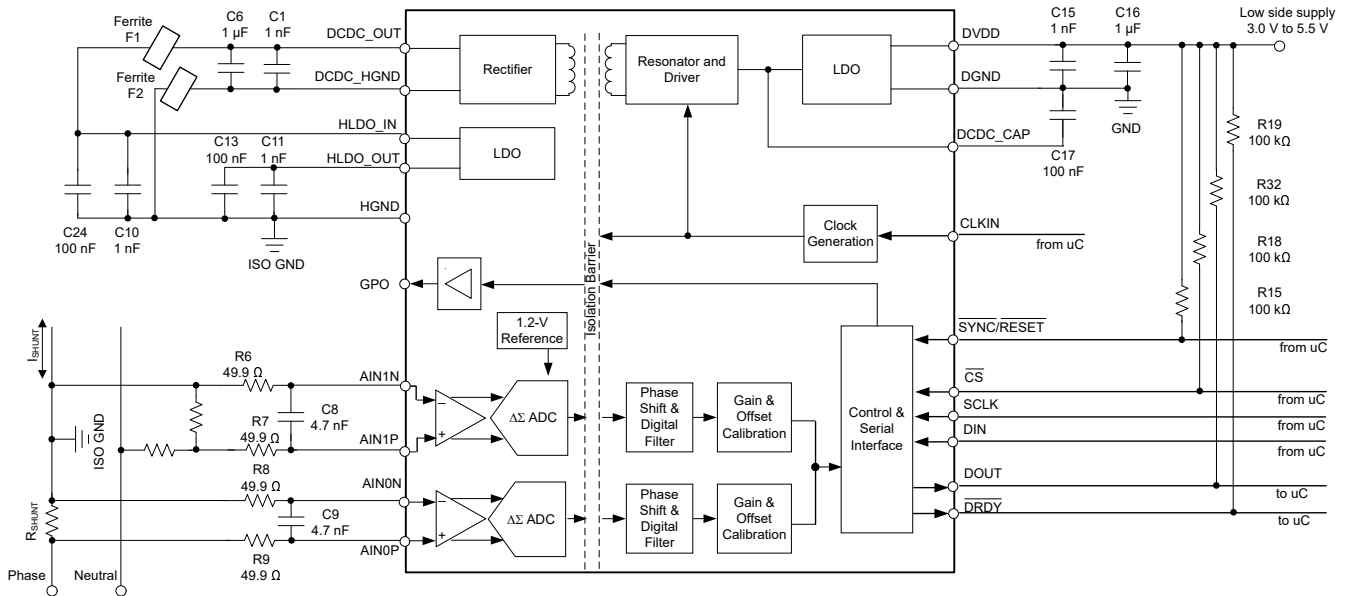 Ferrite
F1
C6
1 µF
C1
1 nF
DCDC_OUT
Ferrite
F2
DCDC_HGND
HLDO_IN
C13
100 nF
C11
1 nF
HLDO_OUT
HGND
C24
100 nF
C10
1 nF
ISO GND
GPO
Rectifier
LDO
Resonator and
Driver
LDO
Isolation Barrier
Clock
Generation
1.2-V
Reference
DVDD
C15
1 nF
C16
1 µF
Low side supply
3.0 V to 5.5 V
DGND
GND
DCDC_CAP
C17
100 nF
R19
100 kΩ
R32
100 kΩ
R18
100 kΩ
R15
100 kΩ
CLKIN
from uC
SYNC/RESET
from uC
CS
from uC
SCLK
from uC
DIN
from uC
DOUT
to uC
DRDY
to uC
ISHUNT
R6
49.9 Ω
AIN1N
C8
4.7 nF
R7
49.9 Ω
AIN1P
ISO GND
R8
49.9 Ω
AIN0N
C9
4.7 nF
RSHUNT
R9
49.9 Ω
AIN0P
Phase
Neutral
−
+
ΔΣ ADC
Phase
Shift &
Digital
Filter
Gain &
Offset
Calibration
Control &
Serial
Interface
−
+
ΔΣ ADC
Phase
Shift &
Digital
Filter
Gain &
Offset
Calibration